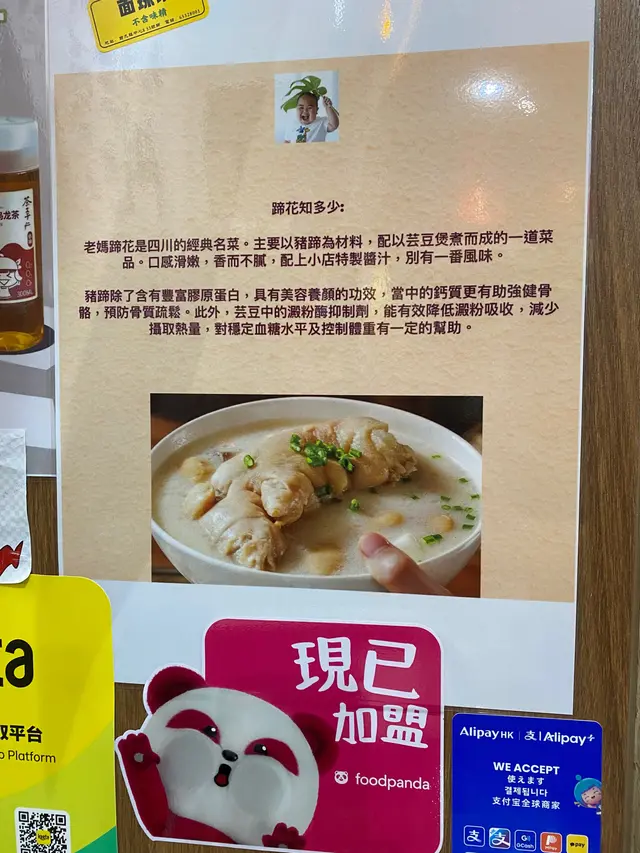 不含味精
蹄花知多少:
老媽蹄花是四川的經典名菜。主要以豬蹄為材料，配以芸豆煲煮而成的一道菜
品。口感滑嫩，香而不膩，配上小店特製醬汁，別有一番風味。
豬蹄除了含有豐富膠原蛋白，具有美容養顏的功效，當中的鈣質更有助強健骨
骼，預防骨質疏鬆。此外，芸豆中的澱粉酶抑制劑，能有效降低澱粉吸收，減少
攝取熱量，對穩定血糖水平及控制體重有一定的幫助。
龙茶
現已
加盟
foodpanda
取平台
Platform
AlipayHK
支
Alipay+
WE ACCEPT
使えます
결제됩니다
支付宝全球商家
GCash
pay